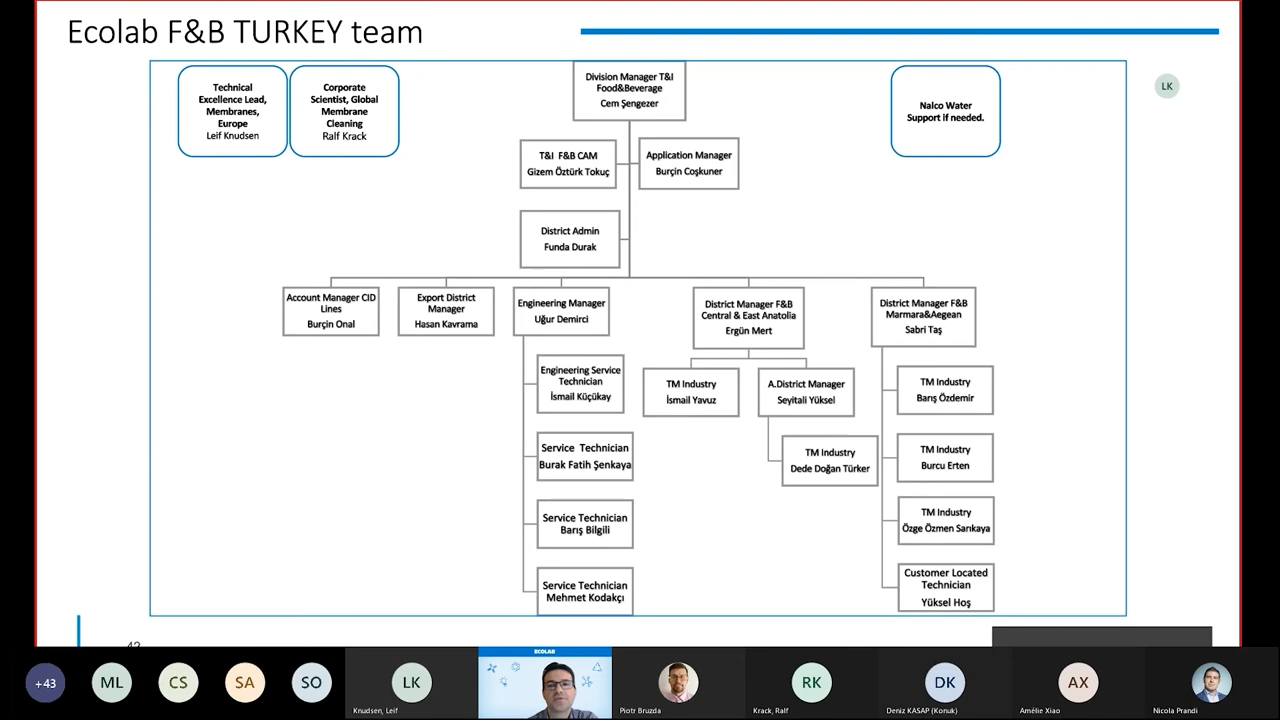 Ecolab F&B TURKEY team
Technical
Excellence Lead,
Membranes,
Europe
Leif Knudsen
Corporate
Scientist, Global
Membrane
Cleaning
Ralf Krack
Division Manager T&I
Food&Beverage
Cem Şengezer
Nalco Water
Support if needed.
LK
T&I F&B CAM
Gizem Öztürk Tokuç
Application Manager
Burçin Coşkuner
District Admin
Funda Durak
Account Manager CID
Lines
Burçin Onal
Export District
Manager
Hasan Kavrama
Engineering Manager
Uğur Demirci
District Manager F&B
Central & East Anatolia
Ergün Mert
District Manager F&B
Marmara&Aegean
Sabri Taş
Engineering Service
Technician
İsmail Küçükay
Service Technician
Burak Fatih Şenkaya
Service Technician
Barış Bilgili
Service Technician
Mehmet Kodakçı
TM Industry
İsmail Yavuz
A.District Manager
Seyitali Yüksel
TM Industry
Dede Doğan Türker
TM Industry
Barış Özdemir
TM Industry
Burcu Erten
TM Industry
Özge Özmen Sarıkaya
Customer Located
Technician
Yüksel Hoş
42
+43
ML
CS
SA
SO
LK
Knudsen, Leif
ECOLAB
Piotr Bruzda
RK
Krack, Ralf
DK
Deniz KASAP (Konuk)
AX
Amélie Xiao
Nicola Prandi